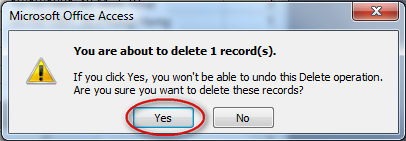 Microsoft Office Access
You are about to delete 1 record(s).
If you click Yes, you won't be able to undo this Delete operation.
Are you sure you want to delete these records?
Yes No